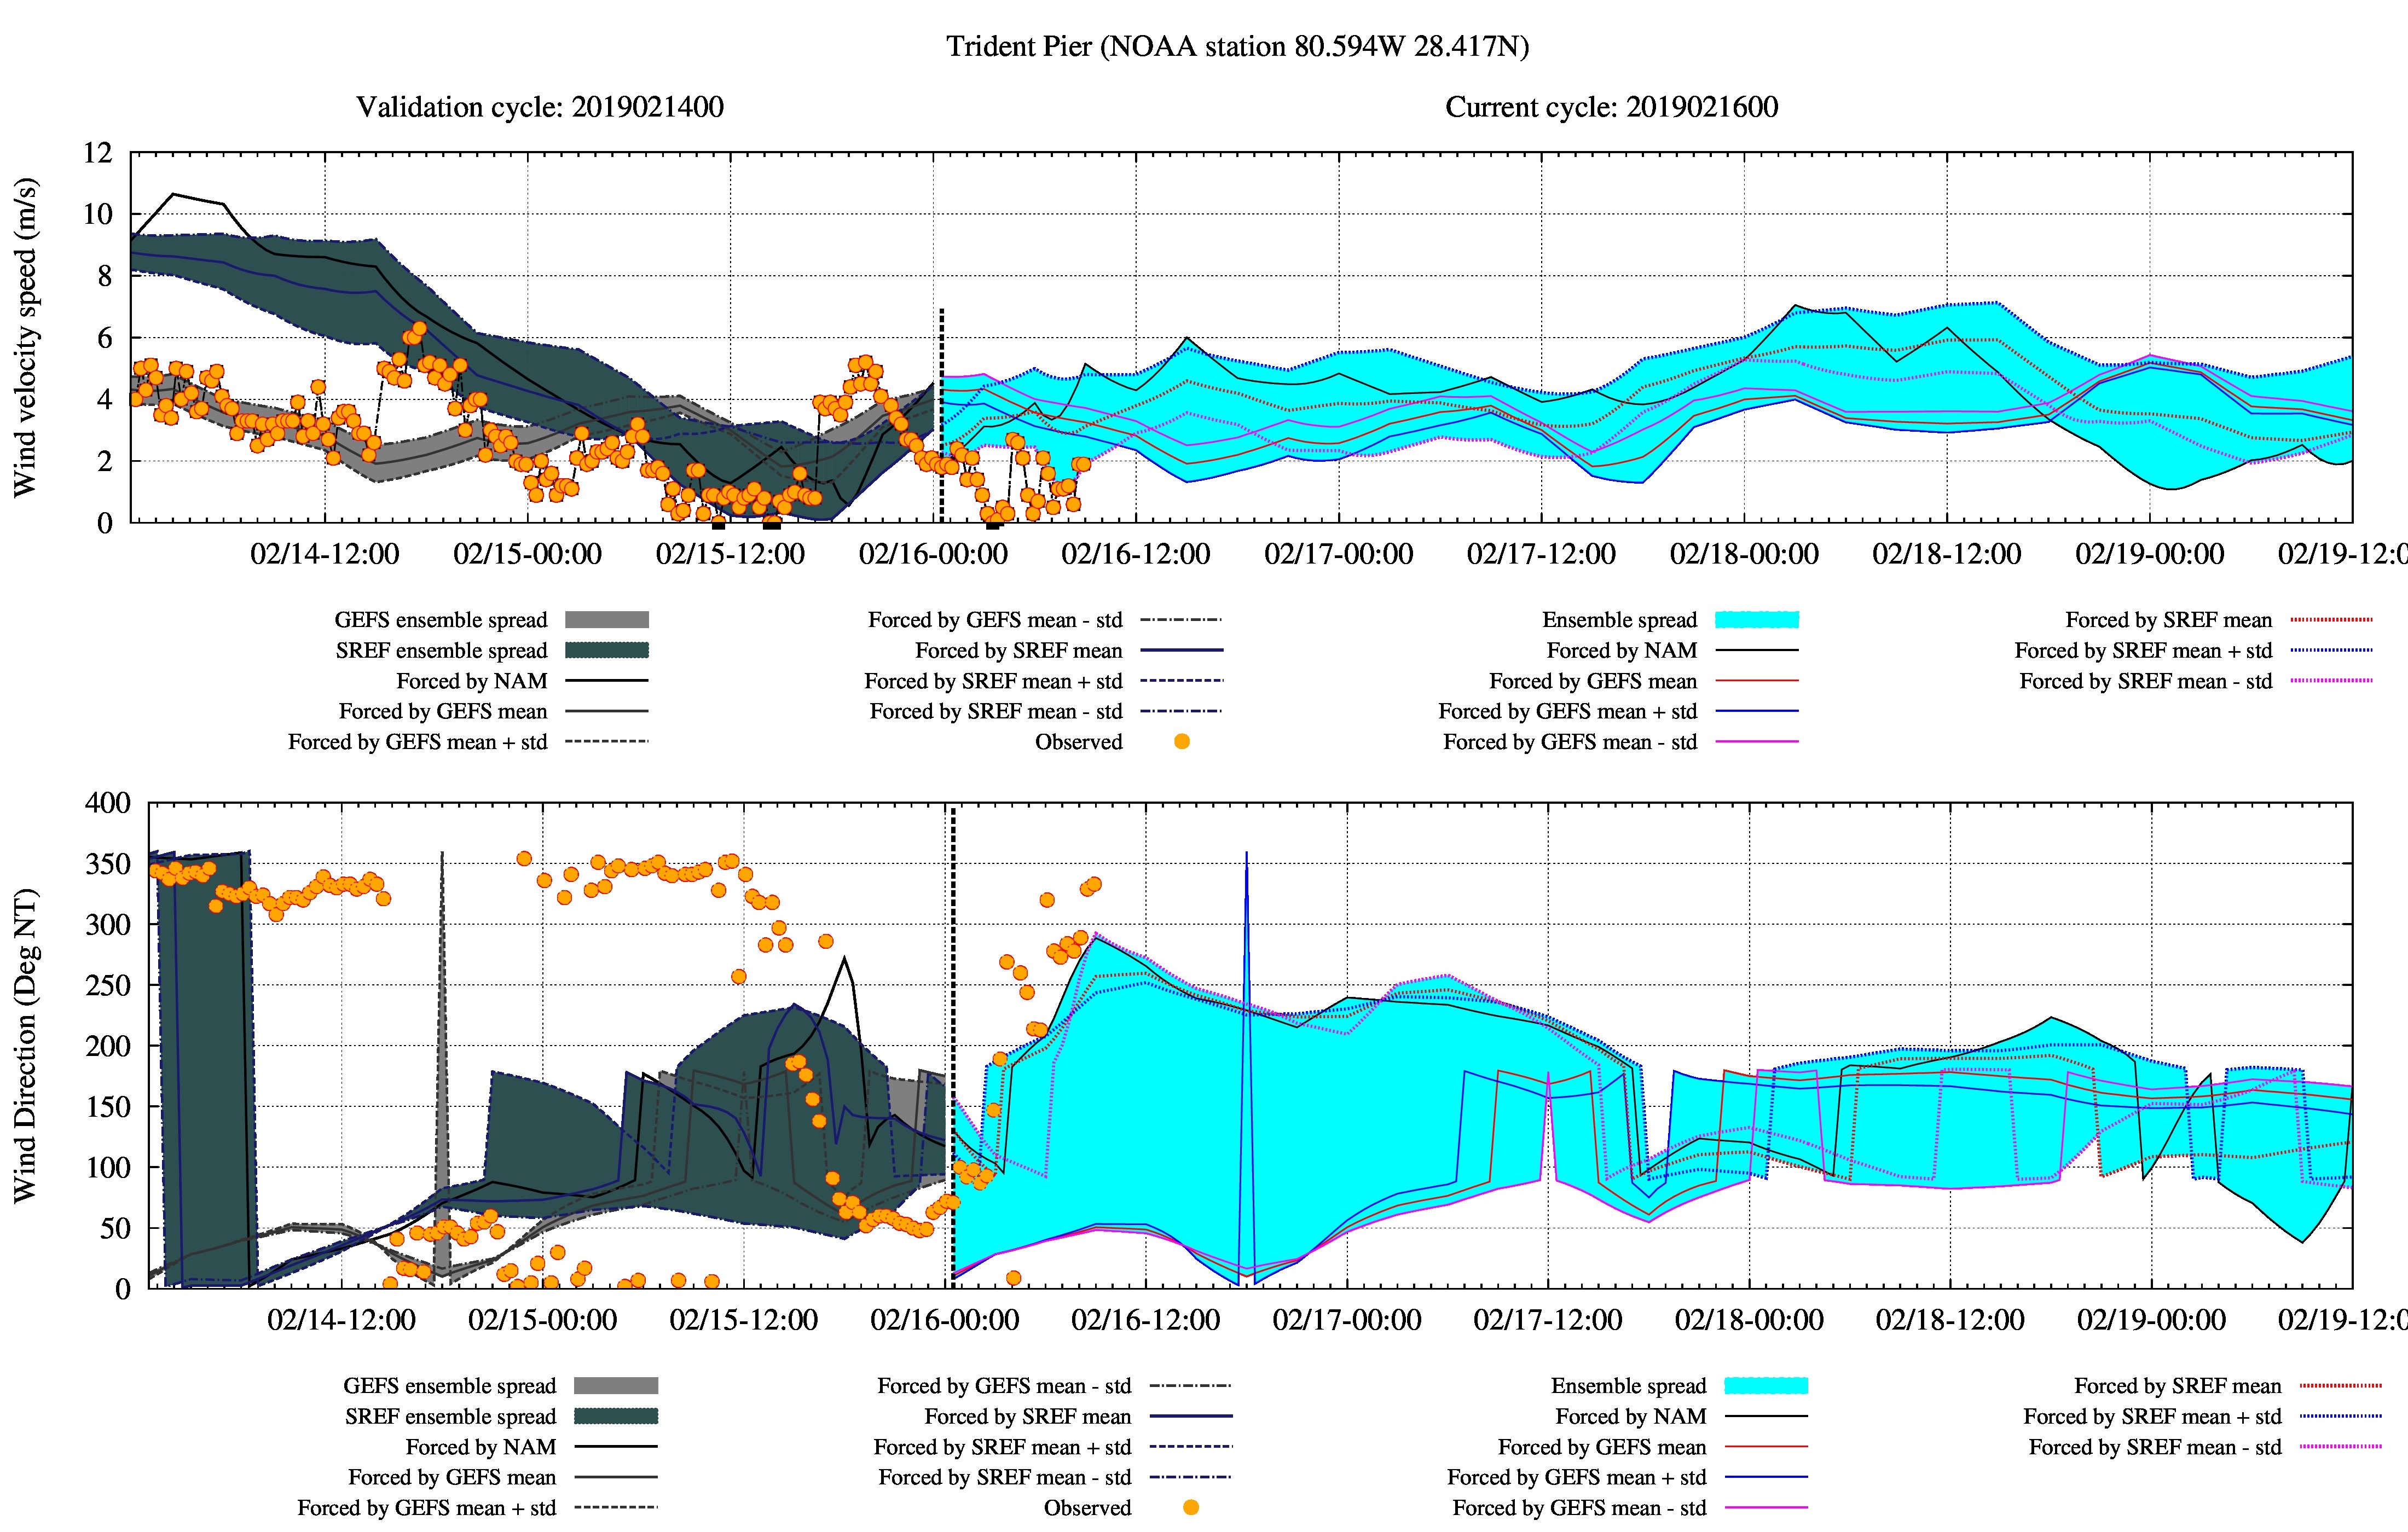 Trident Pier (NOAA station 80.594W 28.417N)
Validation cycle: 2019021400
Current cycle: 2019021600
Wind velocity speed (m/s)
12
10
8
6
4
2
0
02/14-12:00 02/15-00:00 02/15-12:00 02/16-00:00 02/16-12:00 02/17-00:00 02/17-12:00 02/18-00:00 02/18-12:00 02/19-00:00 02/19-12:0
GEFS ensemble spread
SREF ensemble spread
Forced by NAM
Forced by GEFS mean
Forced by GEFS mean + std
Forced by GEFS mean - std
Forced by SREF mean
Forced by SREF mean + std
Forced by SREF mean - std
Observed
Ensemble spread
Forced by NAM
Forced by GEFS mean
Forced by GEFS mean + std
Forced by GEFS mean - std
Forced by SREF mean
Forced by SREF mean + std
Forced by SREF mean - std
Wind Direction (Deg NT)
400
350
300
250
200
150
100
50
0
02/14-12:00 02/15-00:00 02/15-12:00 02/16-00:00 02/16-12:00 02/17-00:00 02/17-12:00 02/18-00:00 02/18-12:00 02/19-00:00 02/19-12:0
GEFS ensemble spread
SREF ensemble spread
Forced by NAM
Forced by GEFS mean
Forced by GEFS mean + std
Forced by GEFS mean - std
Forced by SREF mean
Forced by SREF mean + std
Forced by SREF mean - std
Observed
Ensemble spread
Forced by NAM
Forced by GEFS mean
Forced by GEFS mean + std
Forced by GEFS mean - std
Forced by SREF mean
Forced by SREF mean + std
Forced by SREF mean - std